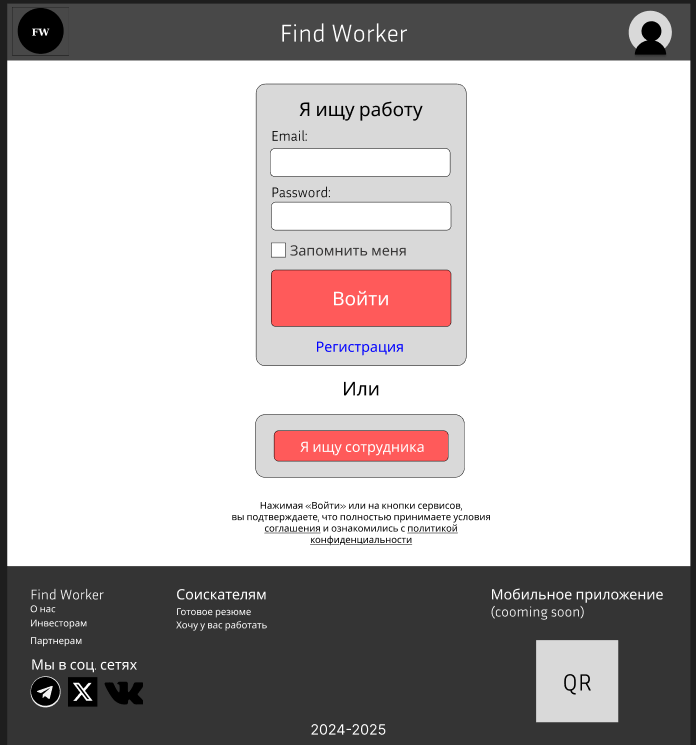 FW
Find Worker
Я ищу работу
Email:
Password:
Запомнить меня
Войти
Регистрация
Или
Я ищу сотрудника
Нажимая «Войти» или на кнопки сервисов,
вы подтверждаете, что полностью принимаете условия
соглашения и ознакомились с политикой
конфиденциальности
Find Worker
О нас
Инвесторам
Партнерам
Мы в соц. сетях
Соискателям
Готовое резюме
Хочу у вас работать
Мобильное приложение
(cooming soon)
QR
2024-2025